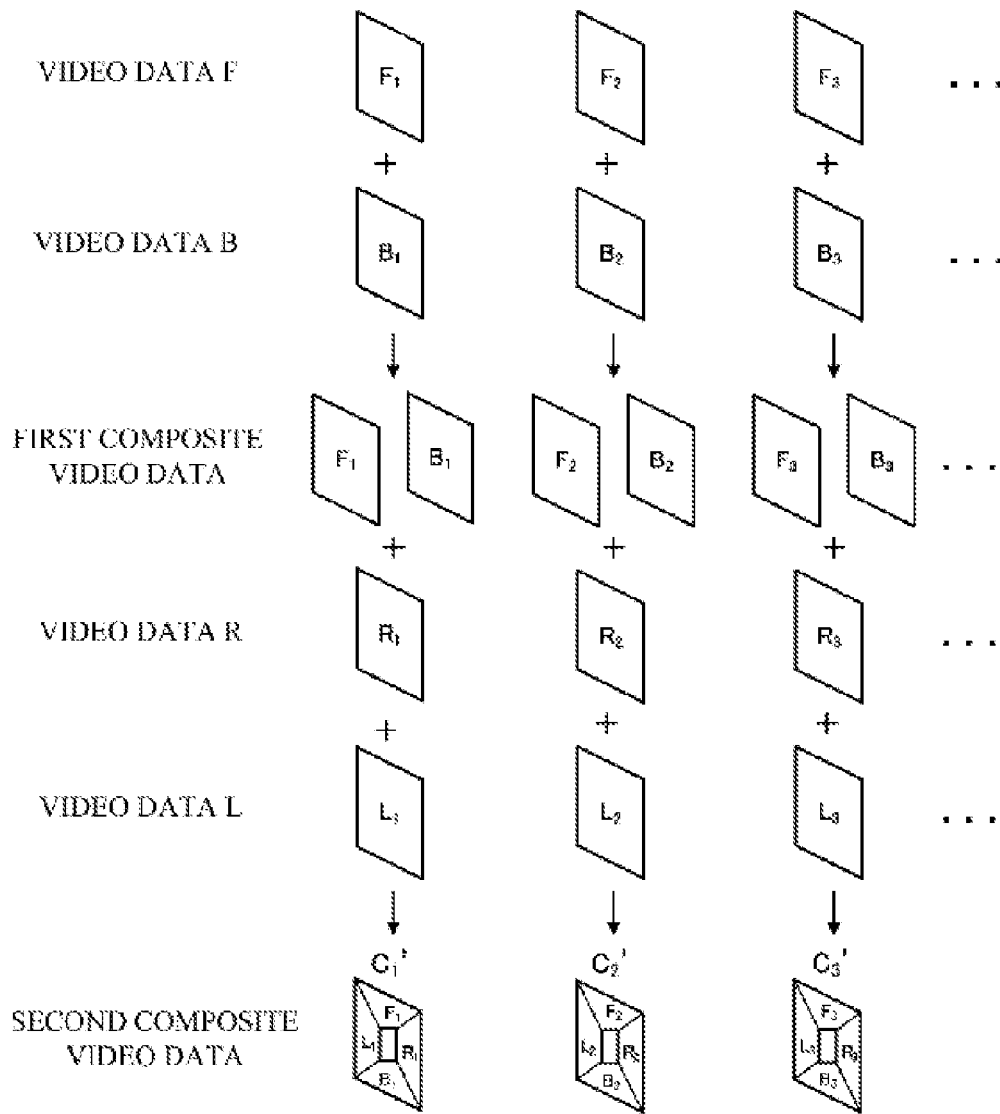 VIDEO DATA F F₁ F₂ F₃ . . .
+ + +
VIDEO DATA B B₁ B₂ B₃ . . .
FIRST COMPOSITE
VIDEO DATA F₁ B₁ F₂ B₂ F₃ B₃ . . .
+ + +
VIDEO DATA R R₁ R₂ R₃ . . .
+ + +
VIDEO DATA L L₁ L₂ L₃ . . .
C₁' C₂' C₃'
F₁ F₂ F₃
SECOND COMPOSITE
VIDEO DATA
L₁ R₁ L₂ R₂ L₃ R₃
B₁ B₂ B₃